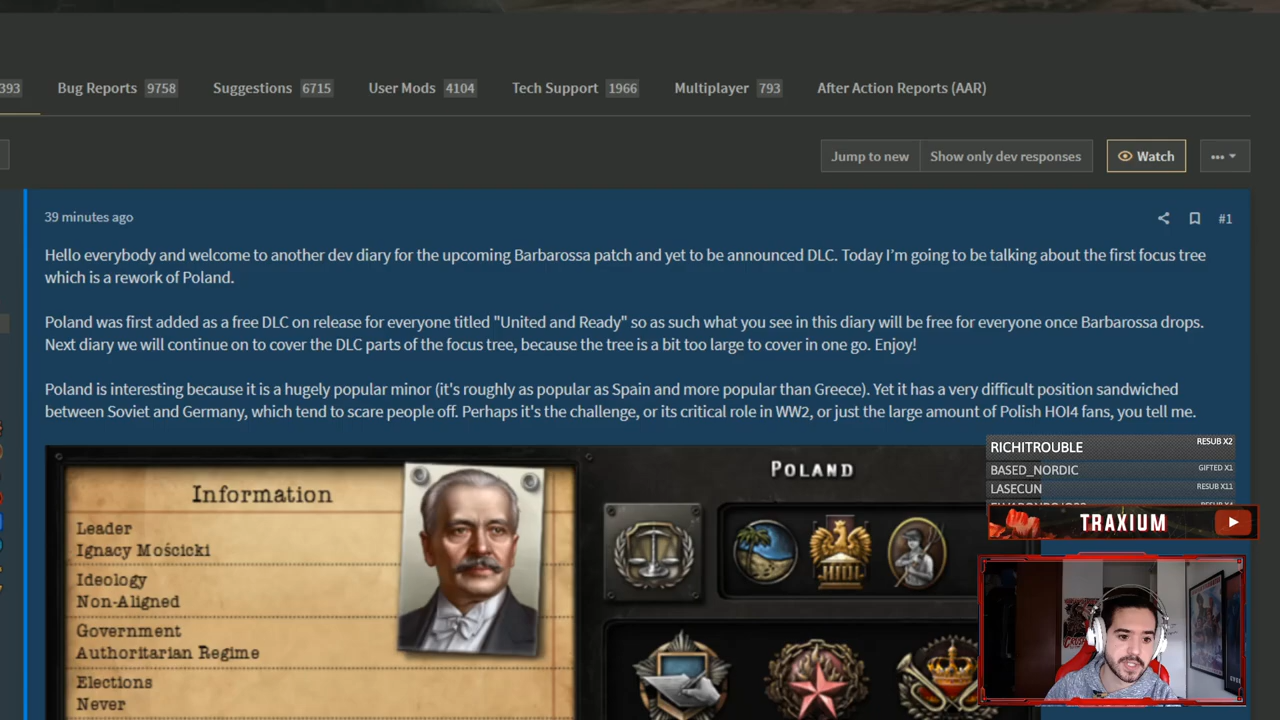 393
Bug Reports 9758 Suggestions 6715 User Mods 4104 Tech Support 1966 Multiplayer 793 After Action Reports (AAR)
Jump to new Show only dev responses Watch
39 minutes ago #1
Hello everybody and welcome to another dev diary for the upcoming Barbarossa patch and yet to be announced DLC. Today I'm going to be talking about the first focus tree
which is a rework of Poland.
Poland was first added as a free DLC on release for everyone titled "United and Ready" so as such what you see in this diary will be free for everyone once Barbarossa drops.
Next diary we will continue on to cover the DLC parts of the focus tree, because the tree is a bit too large to cover in one go. Enjoy!
Poland is interesting because it is a hugely popular minor (it's roughly as popular as Spain and more popular than Greece). Yet it has a very difficult position sandwiched
between Soviet and Germany, which tend to scare people off. Perhaps it's the challenge, or its critical role in WW2, or just the large amount of Polish HOI4 fans, you tell me.
Information
Leader
Ignacy Mościcki
Ideology
Non-Aligned
Government
Authoritarian Regime
Elections
Never
POLAND
RICHITROUBLE RESUB X2
BASED_NORDIC GIFTED X1
LASECUN RESUB X11
TRAXIUM